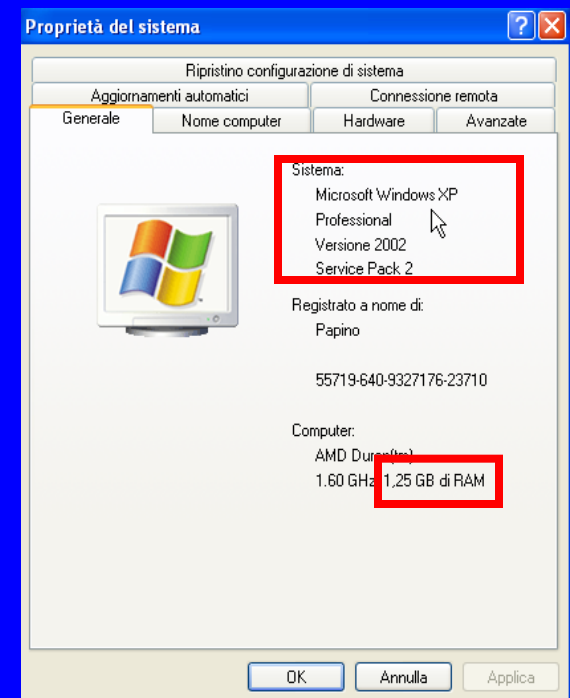 Proprietà del sistema
Ripristino configurazione di sistema
Aggiornamenti automatici Connessione remota
Generale Nome computer Hardware Avanzate
Sistema:
Microsoft Windows XP
Professional
Versione 2002
Service Pack 2
Registrato a nome di:
Papino
55719-640-9327176-23710
Computer:
AMD Duron(tm)
1.60 GHz 1,25 GB di RAM
OK Annulla Applica